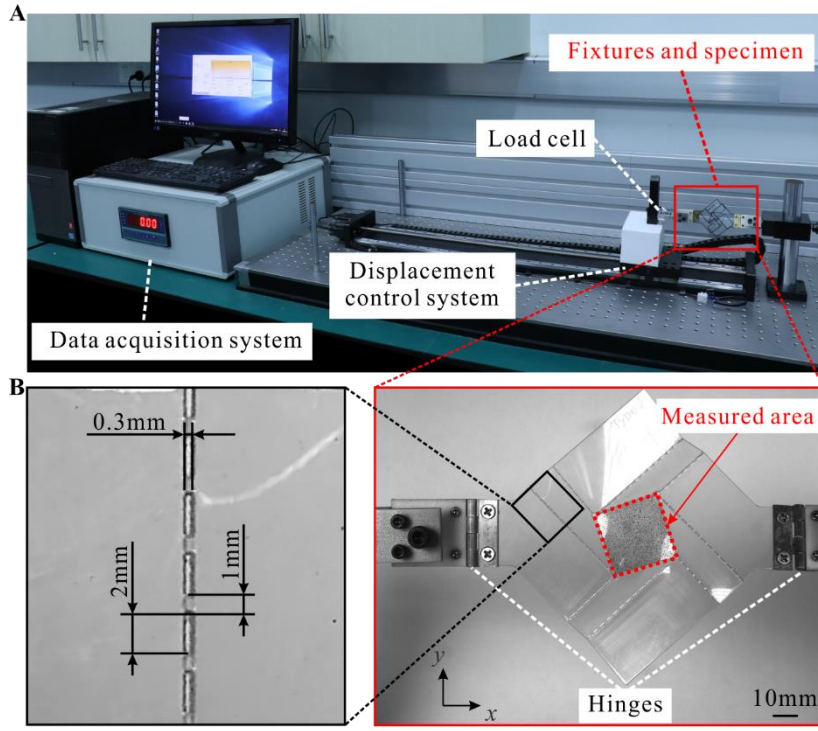 A
Fixtures and specimen
Load cell
000
Displacement
control system
Data acquisition system
B
0.3mm
2mm
1mm
Measured area
y
x
Hinges
10mm